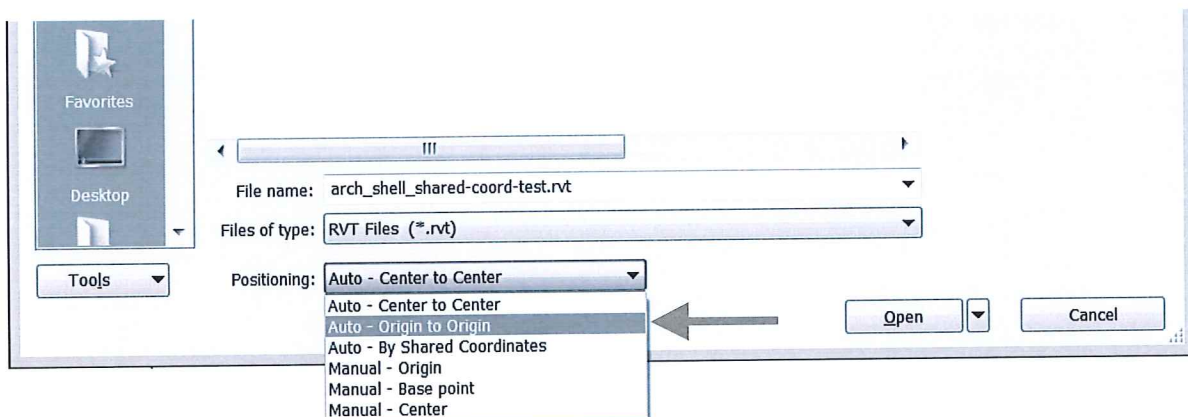 Favorites
Desktop
File name: arch_shell_shared-coord-test.rvt
Files of type: RVT Files (*.rvt)
Tools Positioning: Auto - Center to Center
Auto - Center to Center
Auto - Origin to Origin
Auto - By Shared Coordinates
Manual - Origin
Manual - Base point
Manual - Center
Open
Cancel